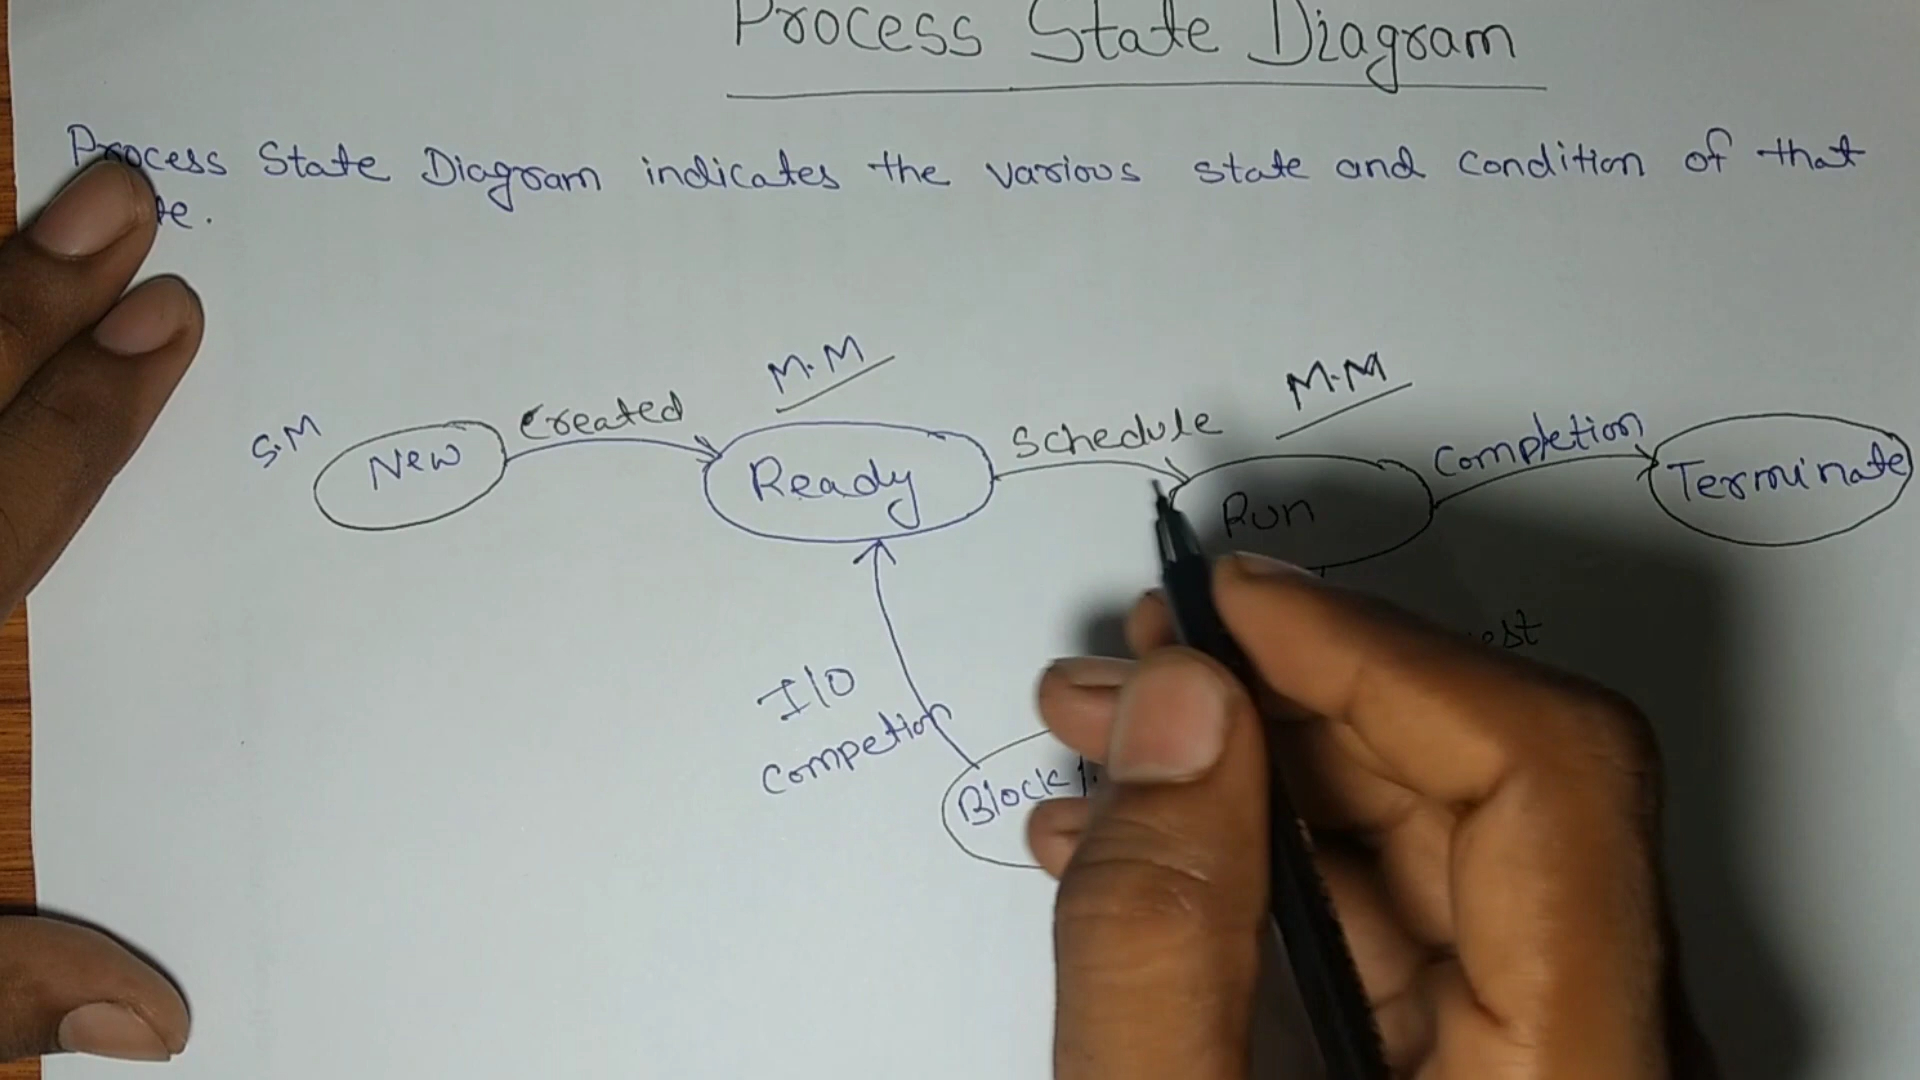 Process State Diagram
Process State Diagram indicates the various state and condition of that
M.M
M.M
S.M
New
Created
Ready
Schedule
Run
Completion
Terminate
I/O
Competion
Block